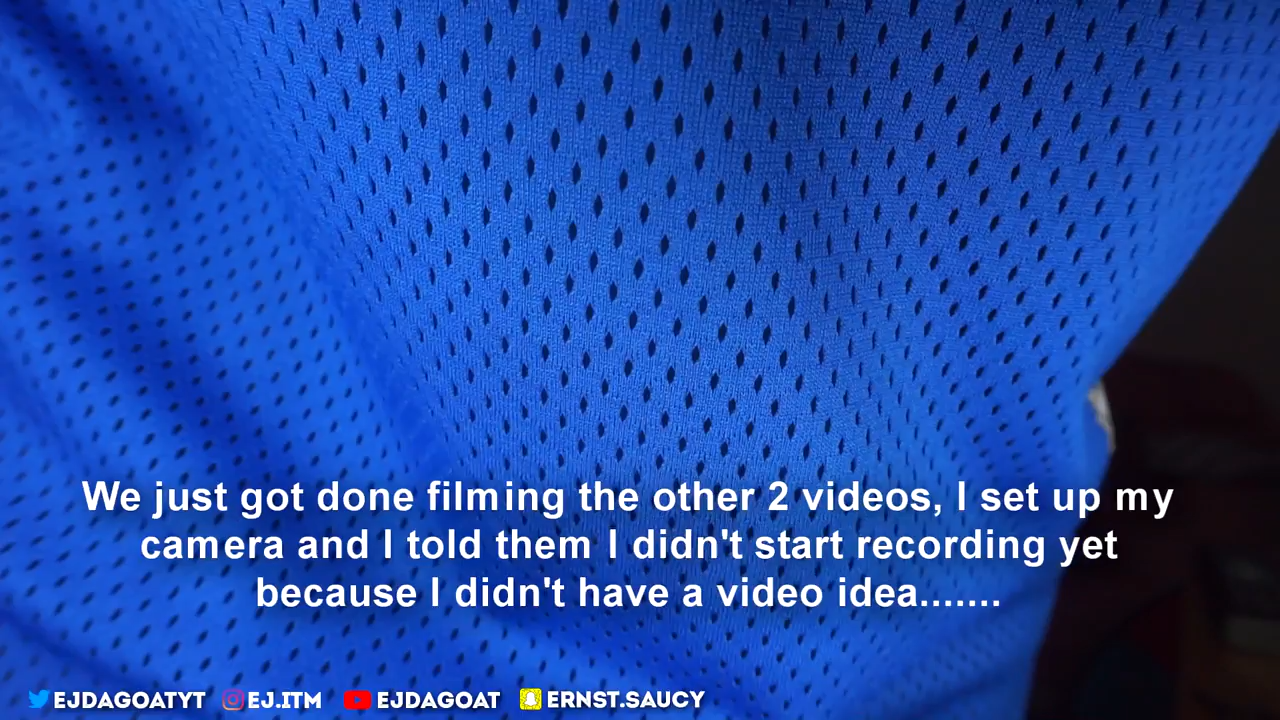 We just got done filming the other 2 videos, I set up my
camera and I told them I didn't start recording yet
because I didn't have a video idea.......
EJDAGOATYT EJ.ITM EJDAGOAT ERNST.SAUCY